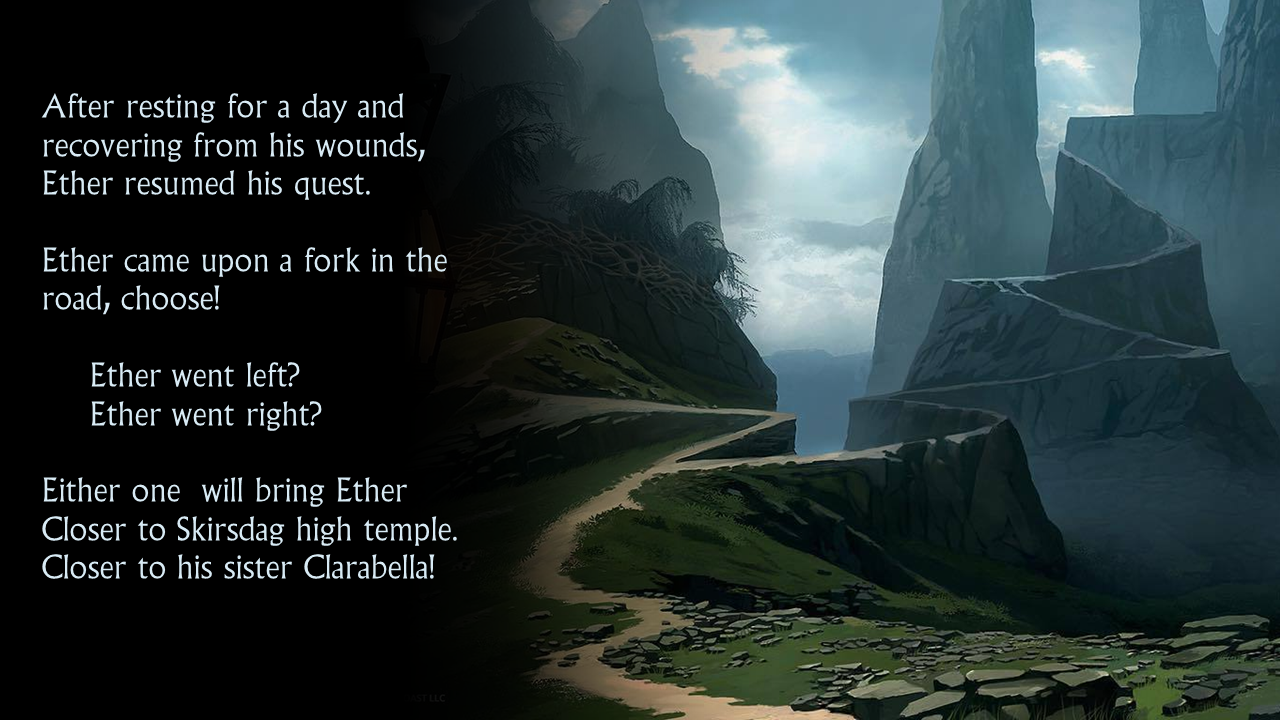 After resting for a day and
recovering from his wounds,
Ether resumed his quest.
Ether came upon a fork in the
road, choose!
Ether went left?
Ether went right?
Either one will bring Ether
Closer to Skirsdag high temple.
Closer to his sister Clarabella!
LLC